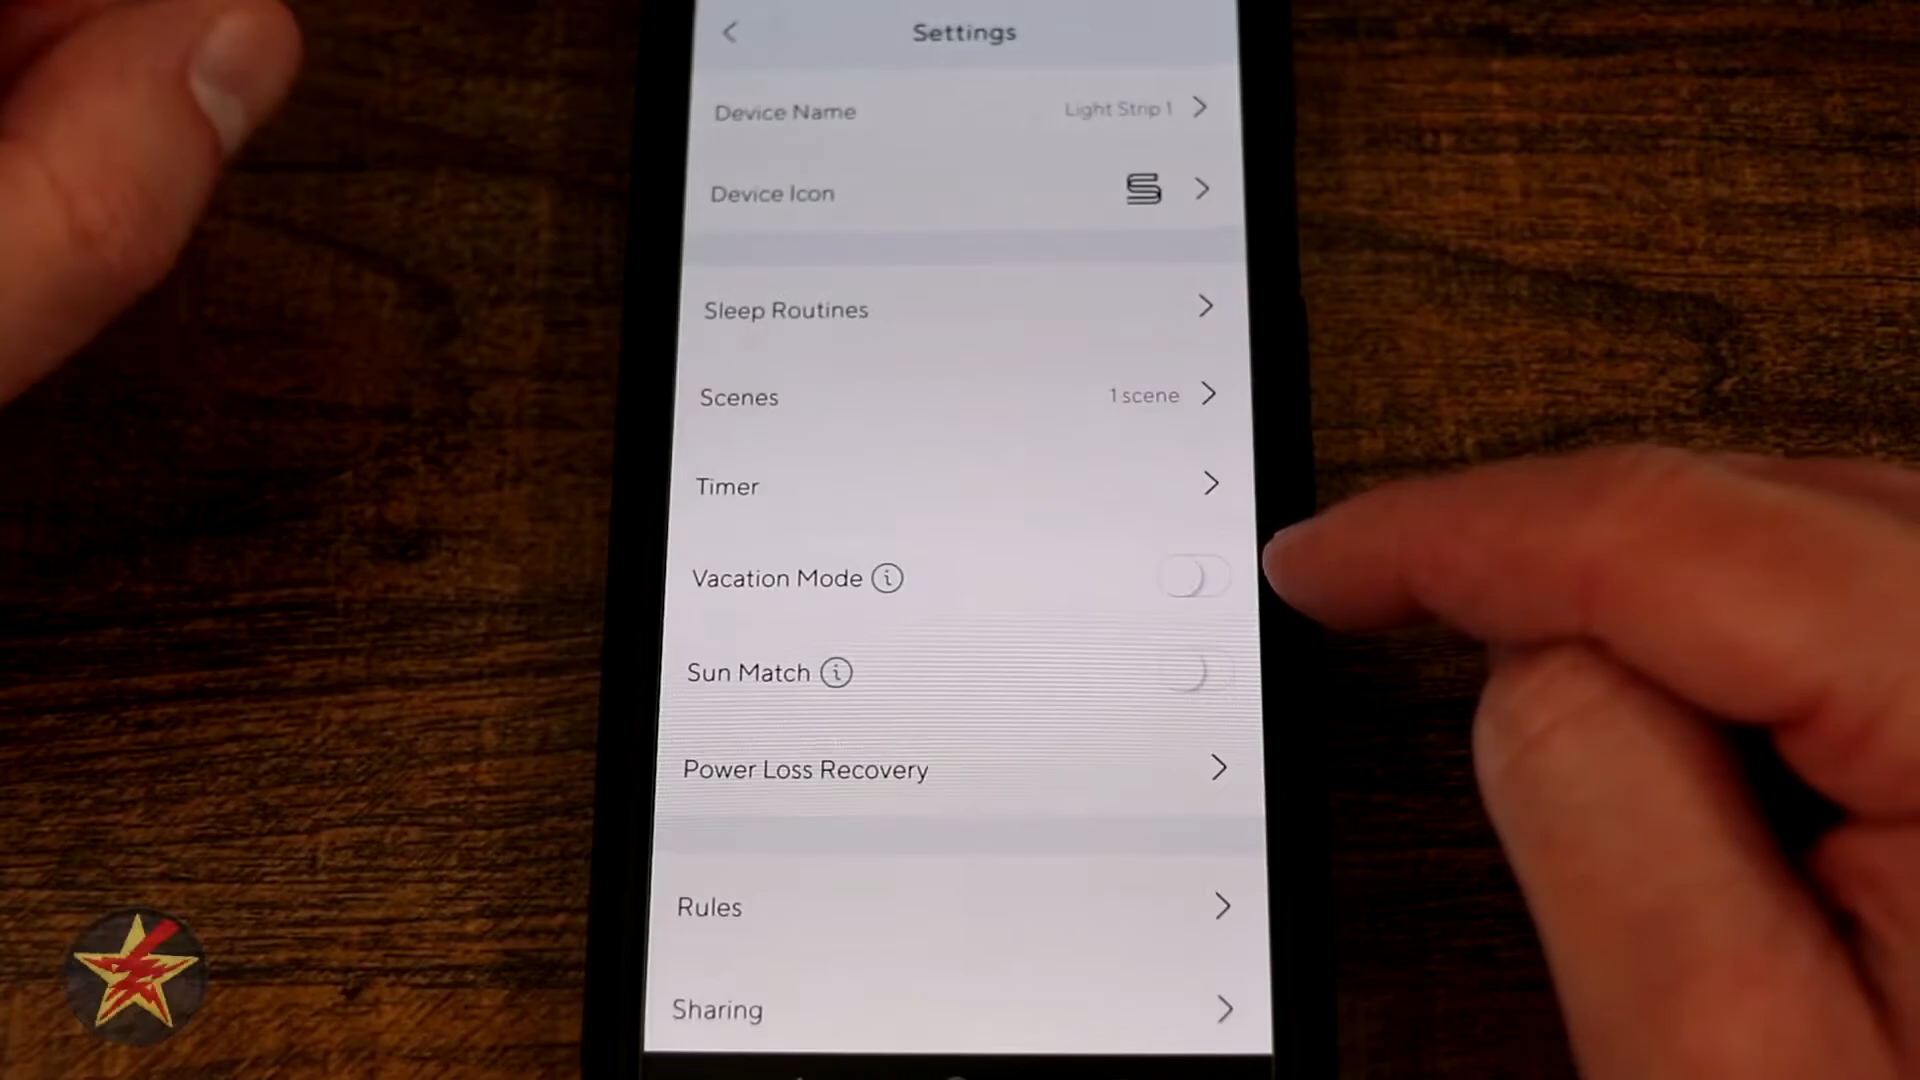 Settings
Device Name Light Strip 1
Device Icon
Sleep Routines
Scenes 1 scene
Timer
Vacation Mode
Sun Match
Power Loss Recovery
Rules
Sharing